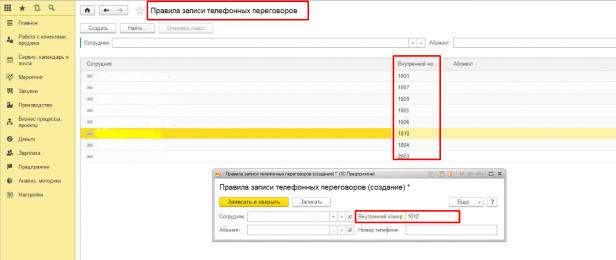 Правила записи телефонных переговоров
Главное
Работа с клиентами, продажи
Сервис, календарь и почта
Маркетинг
Закупки
Производство
Бизнес процессы, проекты
Деньги
Зарплата
Предприятие
Анализ, методики
Настройки
Создать Найти... Отменить поиск
Сотрудник: Абонент:
Сотрудник Внутренний но... Абонент
1001
1007
1009
1005
1006
1010
1004
2003
Правила записи телефонных переговоров (создание) * (1С:Предприятие)
Правила записи телефонных переговоров (создание) *
Записать и закрыть Записать Еще ?
Сотрудник: Внутренний номер: 1012
Абонент: Номер телефона: